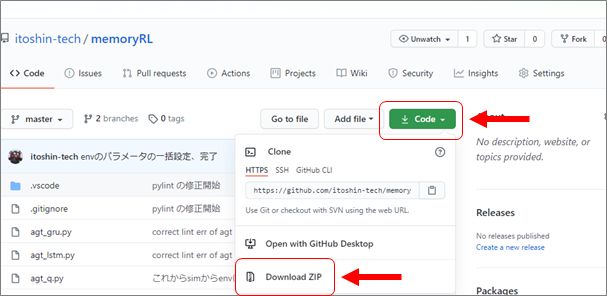 itoshin-tech / memoryRL
Unwatch 1 Star 0 Fork
Code Issues Pull requests Actions Projects Wiki Security Insights Settings
master 2 branches 0 tags Go to file Add file Code
No description, website, or
topics provided.
itoshin-tech envのパラメータの一括設定、完了
Clone
HTTPS SSH GitHub CLI
.vscode pylint の修正開始
https://github.com/itoshin-tech/memory
.gitignore pylint の修正開始
Use Git or checkout with SVN using the web URL.
Releases
agt_gru.py correct lint err of agt
No releases published
Open with GitHub Desktop
Create a new release
agt_lstm.py correct lint err of agt
agt_q.py これからsimからenv
Download ZIP
Packages